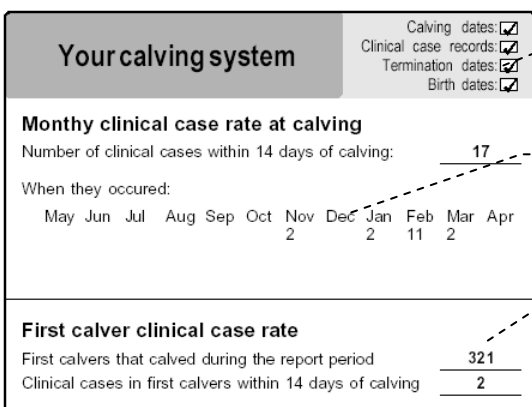 Your calving system
Calving dates:
Clinical case records:
Termination dates:
Birth dates:
Monthy clinical case rate at calving
Number of clinical cases within 14 days of calving: 17
When they occured:
May Jun Jul Aug Sep Oct Nov Dec Jan Feb Mar Apr
2 2 11 2
First calver clinical case rate
First calvers that calved during the report period 321
Clinical cases in first calvers within 14 days of calving 2